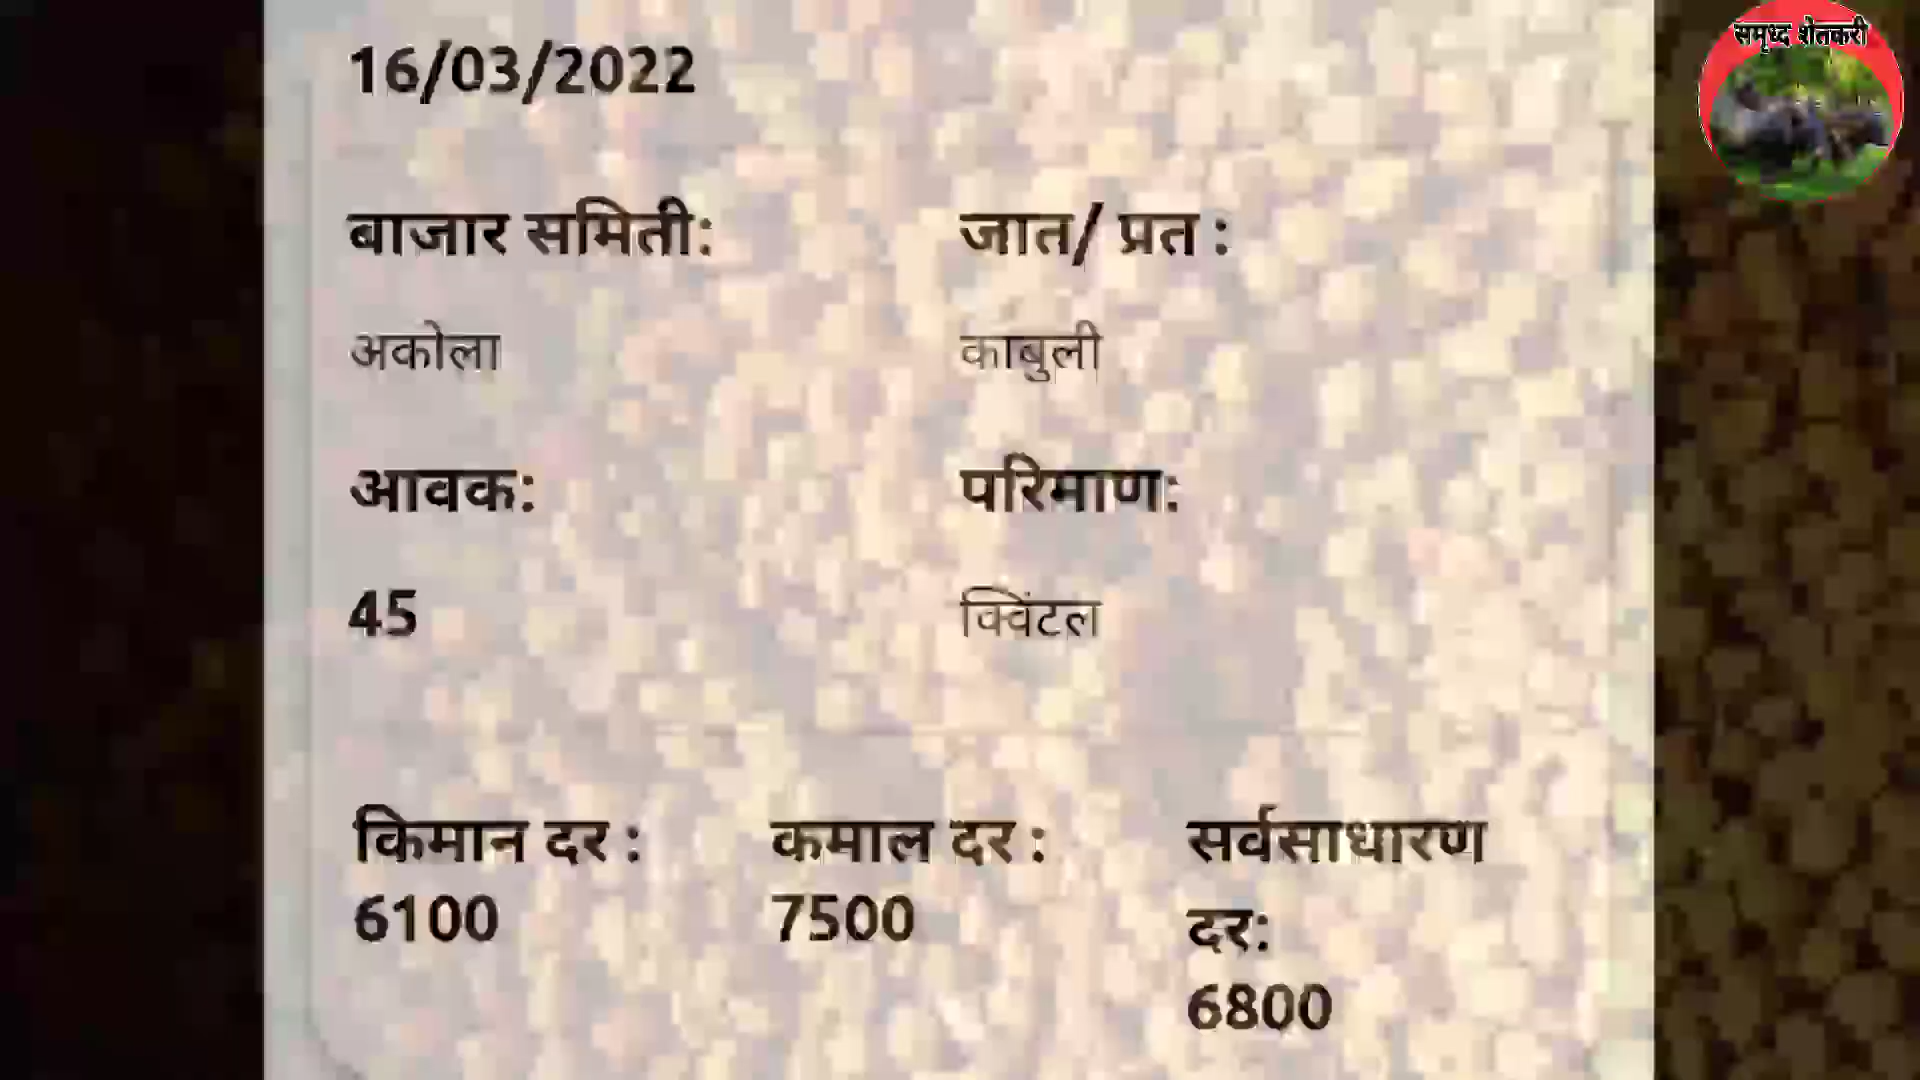 समृध्द शेतकरी
16/03/2022
बाजार समिती: जात/ प्रत :
अकोला काबुली
आवक: परिमाण:
45 क्विंटल
किमान दर : कमाल दर : सर्वसाधारण
6100 7500 दर:
6800